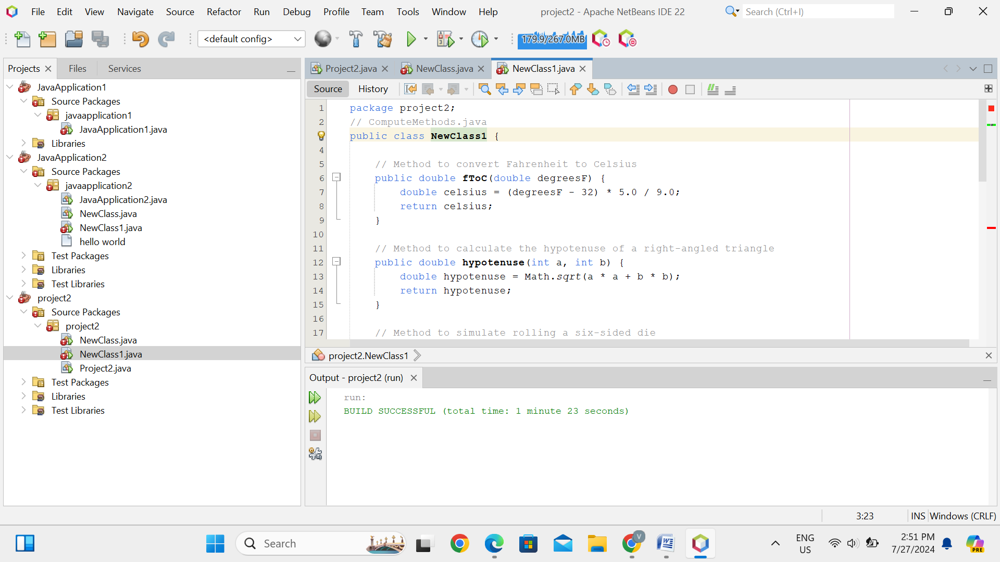 File Edit View Navigate Source Refactor Run Debug Profile Team Tools Window Help
project2 - Apache NetBeans IDE 22
Search (Ctrl+I)
<default config>
179.9/267.0MB
Projects Files Services
JavaApplication1
Source Packages
javaapplication1
JavaApplication1.java
Libraries
JavaApplication2
Source Packages
javaapplication2
JavaApplication2.java
NewClass.java
NewClass1.java
hello world
Test Packages
Libraries
Test Libraries
project2
Source Packages
project2
NewClass.java
NewClass1.java
Project2.java
Test Packages
Libraries
Test Libraries
Project2.java NewClass.java NewClass1.java
Source History
1 package project2;
2 // ComputeMethods.java
public class NewClass1 {
4
5 // Method to convert Fahrenheit to Celsius
6 public double fToC(double degreesF) {
7 double celsius = (degreesF - 32) * 5.0 / 9.0;
8 return celsius;
9 }
10
11 // Method to calculate the hypotenuse of a right-angled triangle
12 public double hypotenuse(int a, int b) {
13 double hypotenuse = Math.sqrt(a * a + b * b);
14 return hypotenuse;
15 }
16
17 // Method to simulate rolling a six-sided die
project2.NewClass1
Output - project2 (run)
run:
BUILD SUCCESSFUL (total time: 1 minute 23 seconds)
3:23 INS Windows (CRLF)
Search
V
W
ENG
US
2:51 PM
7/27/2024
PRE